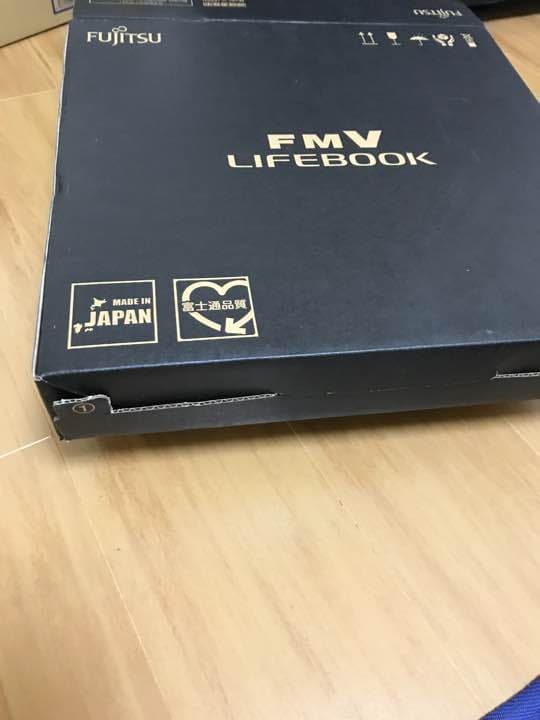 FUJITSU
FUJITSU
FMV
LIFEBOOK
MADE IN
JAPAN
富士通品質
1